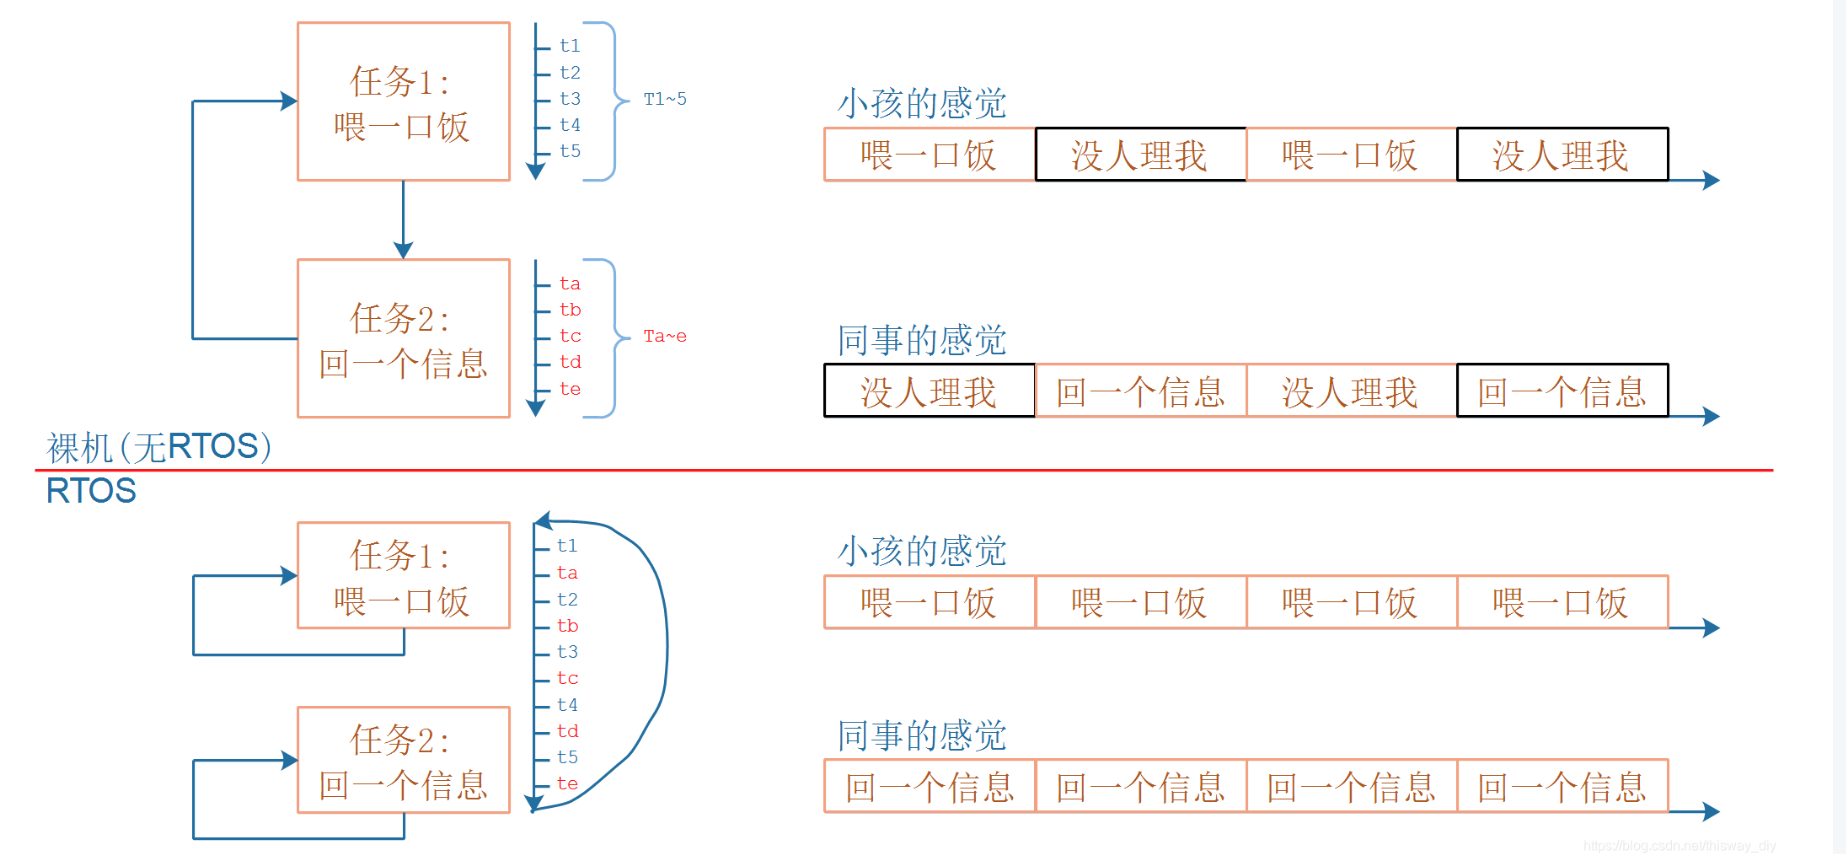 任务1:
喂一口饭
t1
t2
t3
t4
t5
T1~5
小孩的感觉
喂一口饭 没人理我 喂一口饭 没人理我
任务2:
回一个信息
ta
tb
tc
td
te
Ta~e
同事的感觉
没人理我 回一个信息 没人理我 回一个信息
裸机(无RTOS)
RTOS
任务1:
喂一口饭
t1
ta
t2
tb
t3
tc
t4
td
t5
te
小孩的感觉
喂一口饭 喂一口饭 喂一口饭 喂一口饭
任务2:
回一个信息
同事的感觉
回一个信息 回一个信息 回一个信息 回一个信息
https://blog.csdn.net/thisway_diy